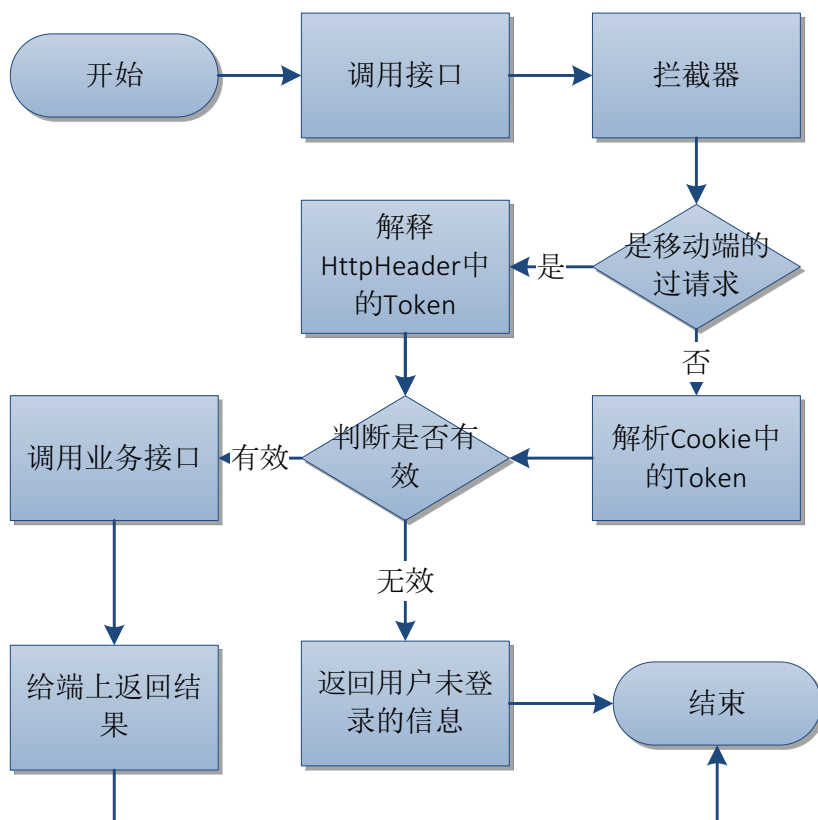 开始
调用接口
拦截器
解释
HttpHeader中
的Token
是
是移动端的
过请求
否
调用业务接口
有效
判断是否有
效
解析Cookie中
的Token
无效
给端上返回结
果
返回用户未登
录的信息
结束